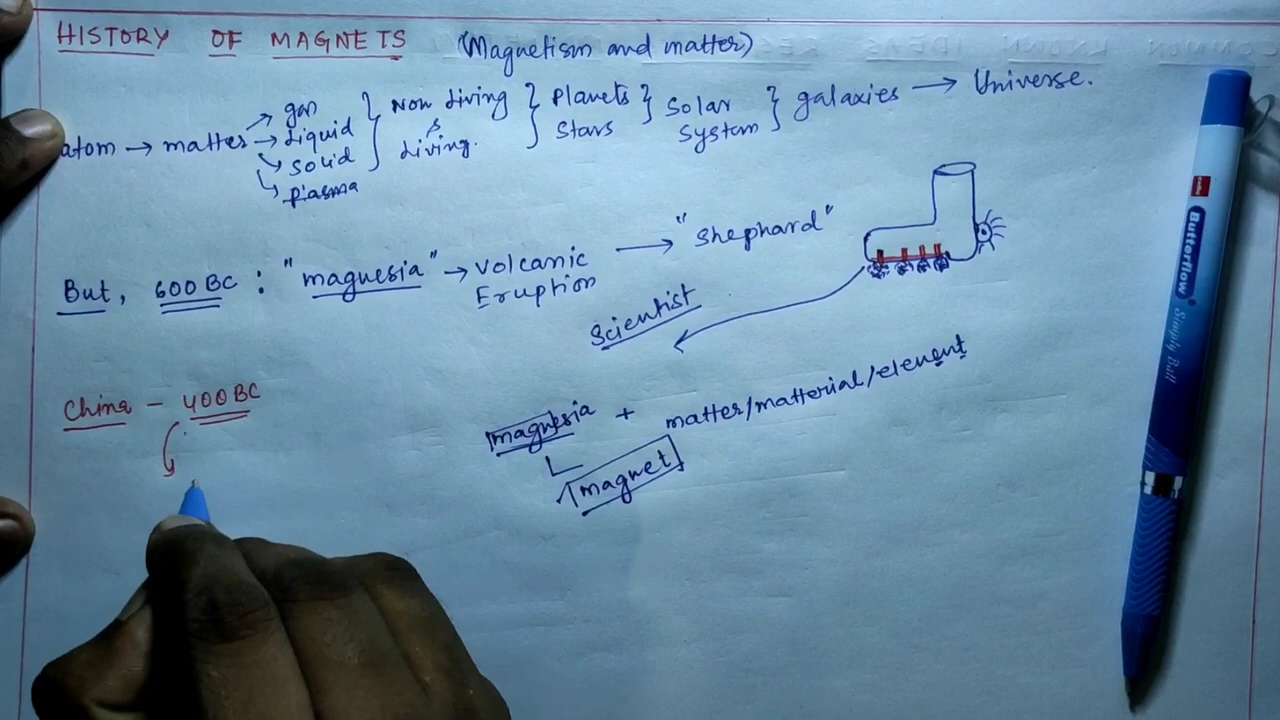 HISTORY OF MAGNETS (Magnetism and matter)
atom → matter → gas
→ Liquid
↳ Solid
↳ plasma
Non Living
&
Living.
Planets
Stars
Solar
System
galaxies → Universe.
But, 600 BC : "magnesia" → volcanic
Eruption
→ "Shephard"
Scientist
China - 400 BC
magnesia + matter/matterial/element
magnet
Butterflow
Simply Ball